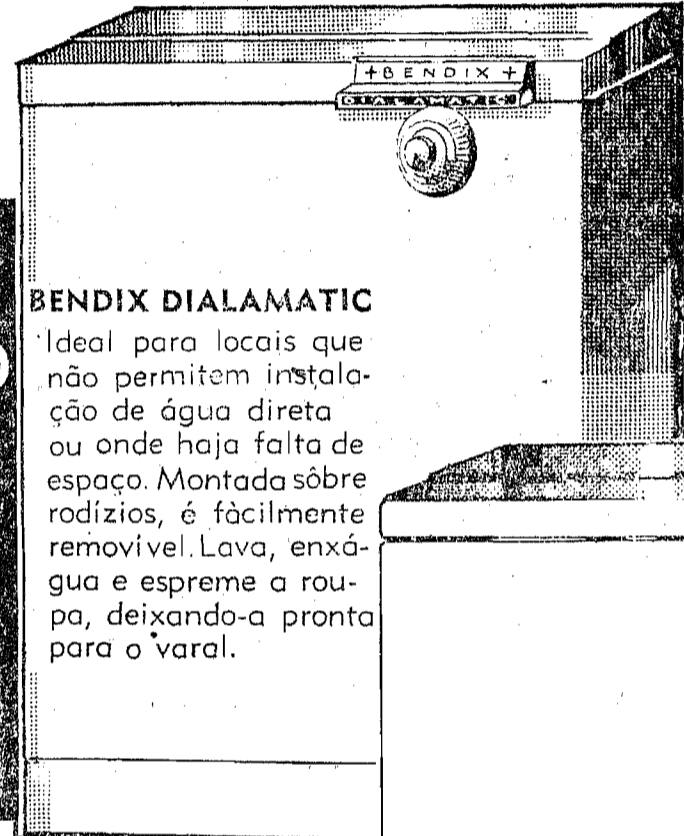 + BENDIX +
DIALAMATIC
BENDIX DIALAMATIC
Ideal para locais que
não permitem instala-
ção de água direta
ou onde haja falta de
espaço. Montada sôbre
rodízios, é fàcilmente
removível. Lava, enxá-
gua e espreme a rou-
pa, deixando-a pronta
para o varal.